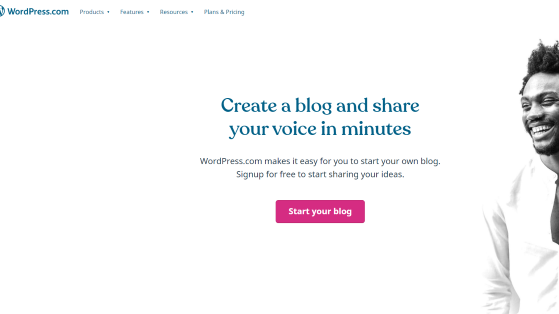 WordPress.com Products Features Resources Plans & Pricing
Create a blog and share
your voice in minutes
WordPress.com makes it easy for you to start your own blog.
Signup for free to start sharing your ideas.
Start your blog